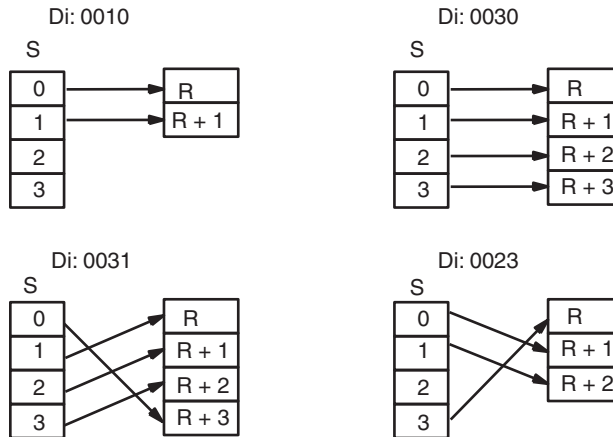 Di: 0010
S
0
1
2
3
R
R + 1
Di: 0030
S
0
1
2
3
R
R + 1
R + 2
R + 3
Di: 0031
S
0
1
2
3
R
R + 1
R + 2
R + 3
Di: 0023
S
0
1
2
3
R
R + 1
R + 2